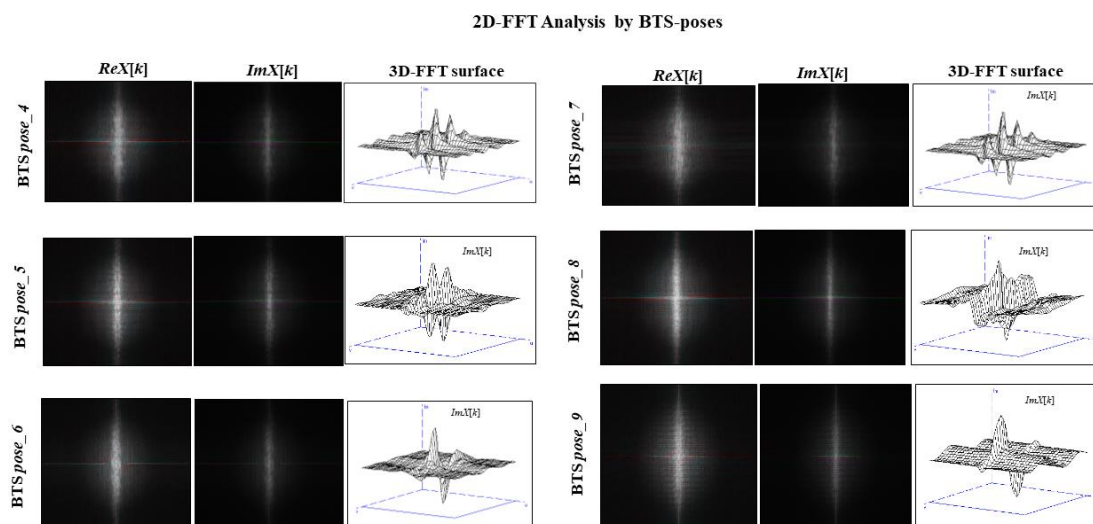 2D-FFT Analysis by BTS-poses
ReX[k] ImX[k] 3D-FFT surface
BTS pose_4
BTS pose_5
ImX[k]
BTS pose_6
ImX[k]
ReX[k] ImX[k] 3D-FFT surface
BTS pose_7
ImX[k]
BTS pose_8
ImX[k]
BTS pose_9
ImX[k]